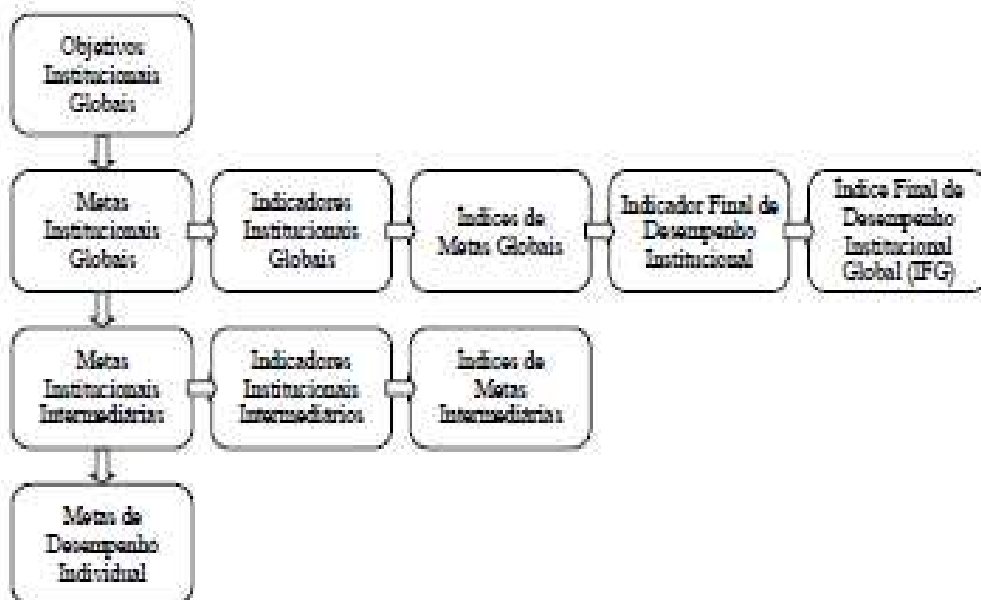 Objetivos
Institucionais
Globais
Metas
Institucionais
Globais
Indicadores
Institucionais
Globais
Índices de
Metas Globais
Indicador Final de
Desempenho
Institucional
Índice Final de
Desempenho
Institucional
Global (IFG)
Metas
Institucionais
Intermediárias
Indicadores
Institucionais
Intermediários
Índices de
Metas
Intermediárias
Metas de
Desempenho
Individual